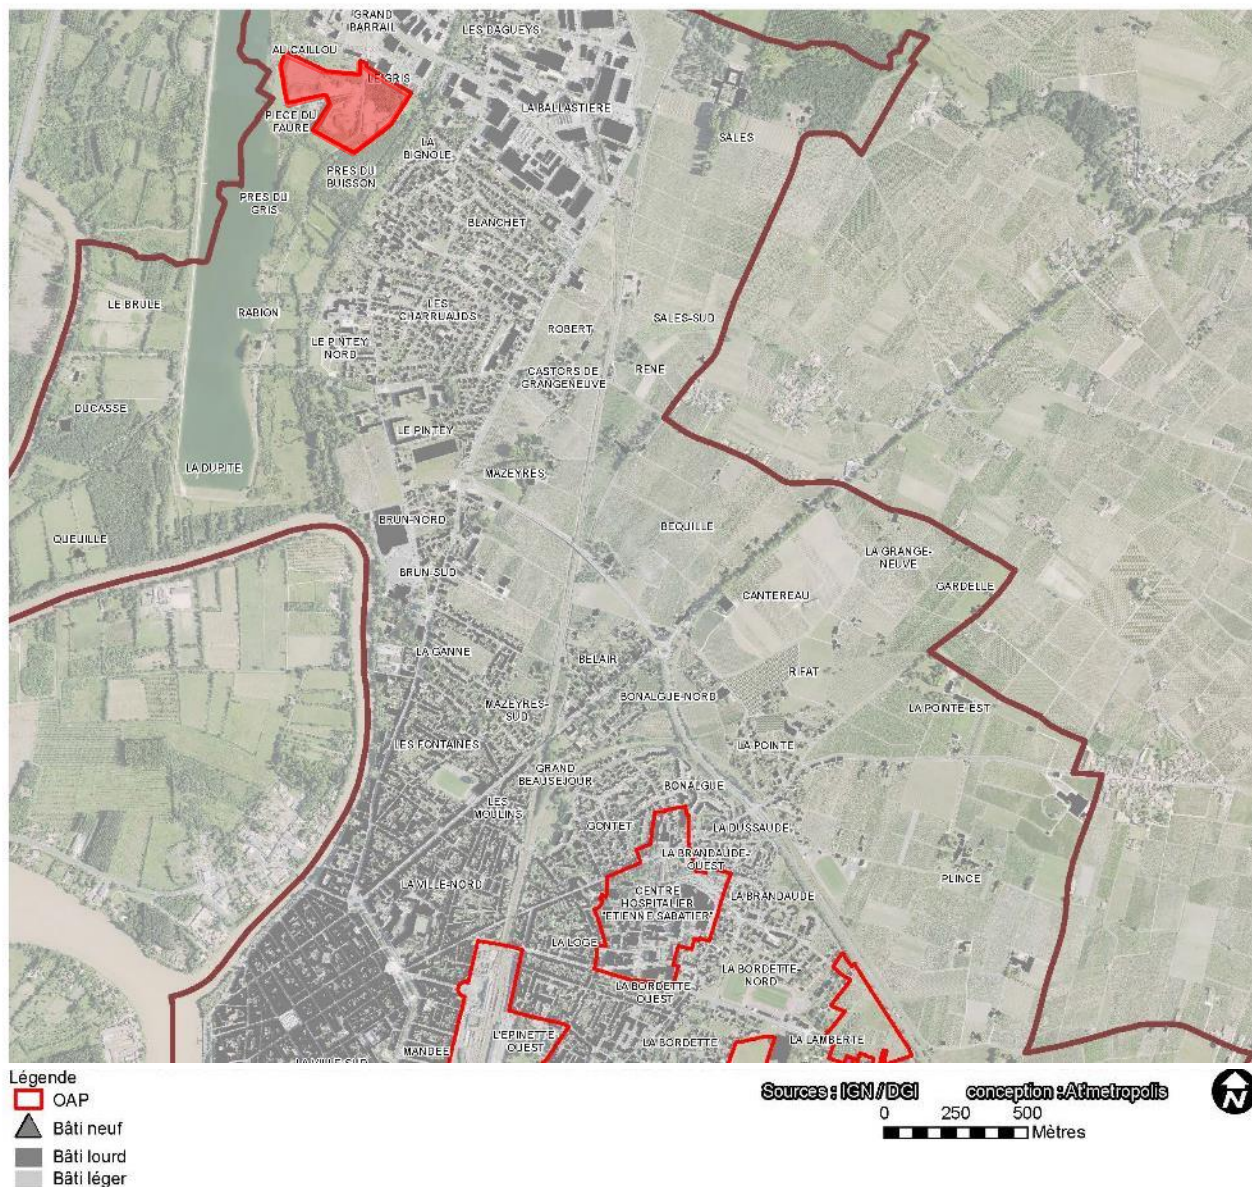 GRAND
BARRAIL
LES DAGUEYS
AU CAILLOU
LE GRIS
LA BALLASTIERE
PIECE DU
FAURE
SALES
LA
BIGNOLE
PRES DU
BUISSON
PRES DU
GRIS
BLANCHET
LE BRULE
RABION
LES
CHARRUAUDS
SALES-SUD
ROBERT
LE PINTEY
NORD
CASTORS DE
GRANGENEUVE
RENE
DUCASSE
LE PINTEY
LA DUPITE
MAZEYRES
BRUN-NORD
BEQUILLE
QUEUILLE
LA GRANGE-
NEUVE
BRUN-SUD
GARDELLE
CANTEREAU
LA GANNE
BELAIR
RIFAT
BONALGUE-NORD
MAZEYRES-
SUD
LA POINTE-EST
LES FONTAINES
LA POINTE
GRAND
BEAUSEJOUR
BONALGUE
LES
MOULINS
GONTET
LA DUSSAUDE
LA BRANDAUDE-
OUEST
PLINCE
LA VILLE-NORD
CENTRE
HOSPITALIER
"ETIENNE SABATIER"
LA BRANDAUDE
LA LOGE
LA BORDETTE-
NORD
LA BORDETTE
OUEST
L'EPINETTE
OUEST
LA BORDETTE
LA LAMBERTE
MANDEE
LA VILLE-SUD
Légende
OAP
Bâti neuf
Bâti lourd
Bâti léger
Sources : IGN / DGI conception : At'metropolis
0 250 500
Mètres
N